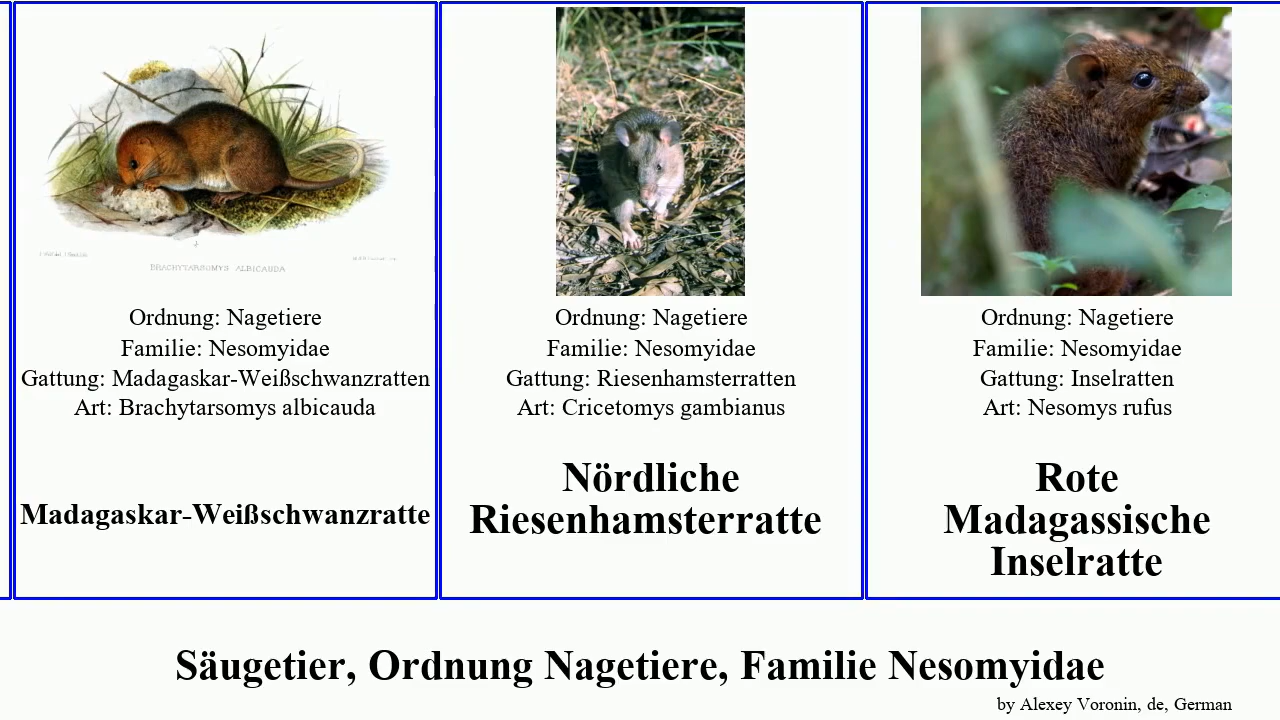 BRACHYTARSOMYS ALBICAUDA
Ordnung: Nagetiere
Familie: Nesomyidae
Gattung: Madagaskar-Weißschwanzratten
Art: Brachytarsomys albicauda
Madagaskar-Weißschwanzratte
Ordnung: Nagetiere
Familie: Nesomyidae
Gattung: Riesenhamsterratten
Art: Cricetomys gambianus
Nördliche
Riesenhamsterratte
Ordnung: Nagetiere
Familie: Nesomyidae
Gattung: Inselratten
Art: Nesomys rufus
Rote
Madagassische
Inselratte
Säugetier, Ordnung Nagetiere, Familie Nesomyidae
by Alexey Voronin, de, German